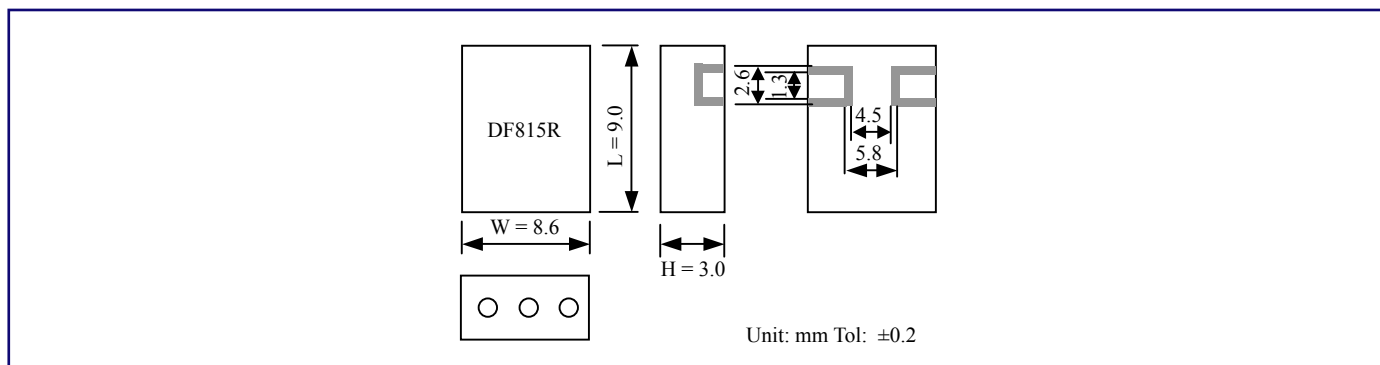 DF815R
L = 9.0
W = 8.6
H = 3.0
2.6
1.3
4.5
5.8
Unit: mm Tol: ±0.2